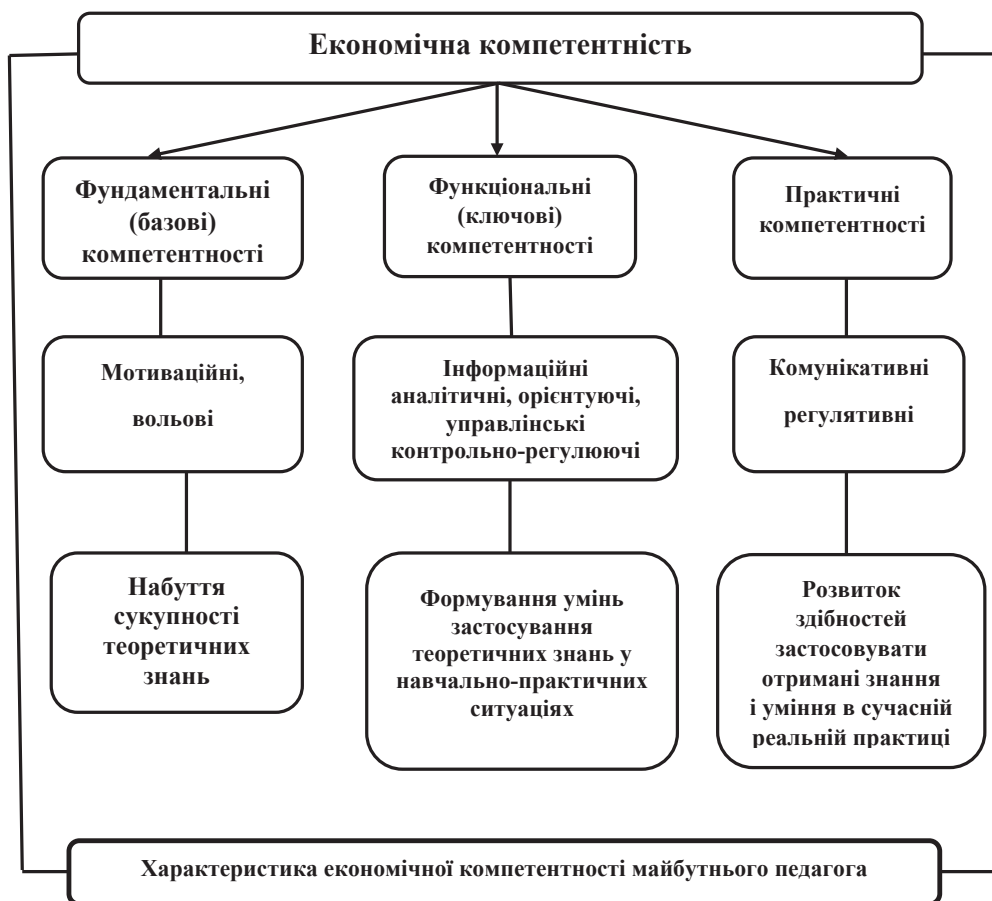 Економічна компетентність
Фундаментальні
(базові)
компетентності
Функціональні
(ключові)
компетентності
Практичні
компетентності
Мотиваційні,
вольові
Інформаційні
аналітичні, орієнтуючі,
управлінські
контрольно-регулюючі
Комунікативні
регулятивні
Набуття
сукупності
теоретичних
знань
Формування умінь
застосування
теоретичних знань у
навчально-практичних
ситуаціях
Розвиток
здібностей
застосовувати
отримані знання
і уміння в сучасній
реальній практиці
Характеристика економічної компетентності майбутнього педагога